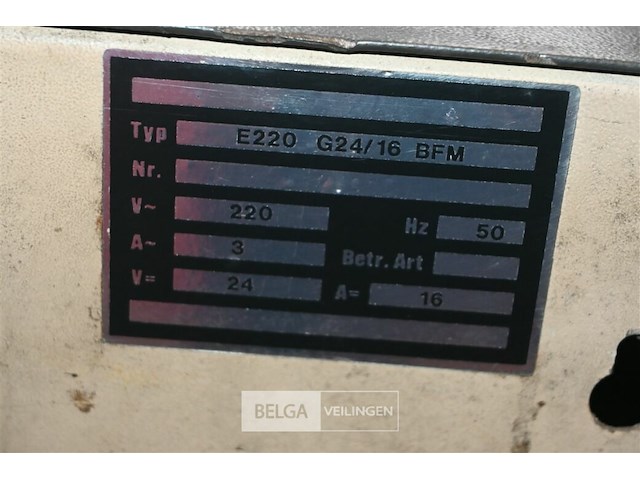 Typ E220 G24/16 BFM
Nr.
V~ 220 Hz 50
A~ 3 Betr. Art
V= 24 A= 16
BELGA VEILINGEN